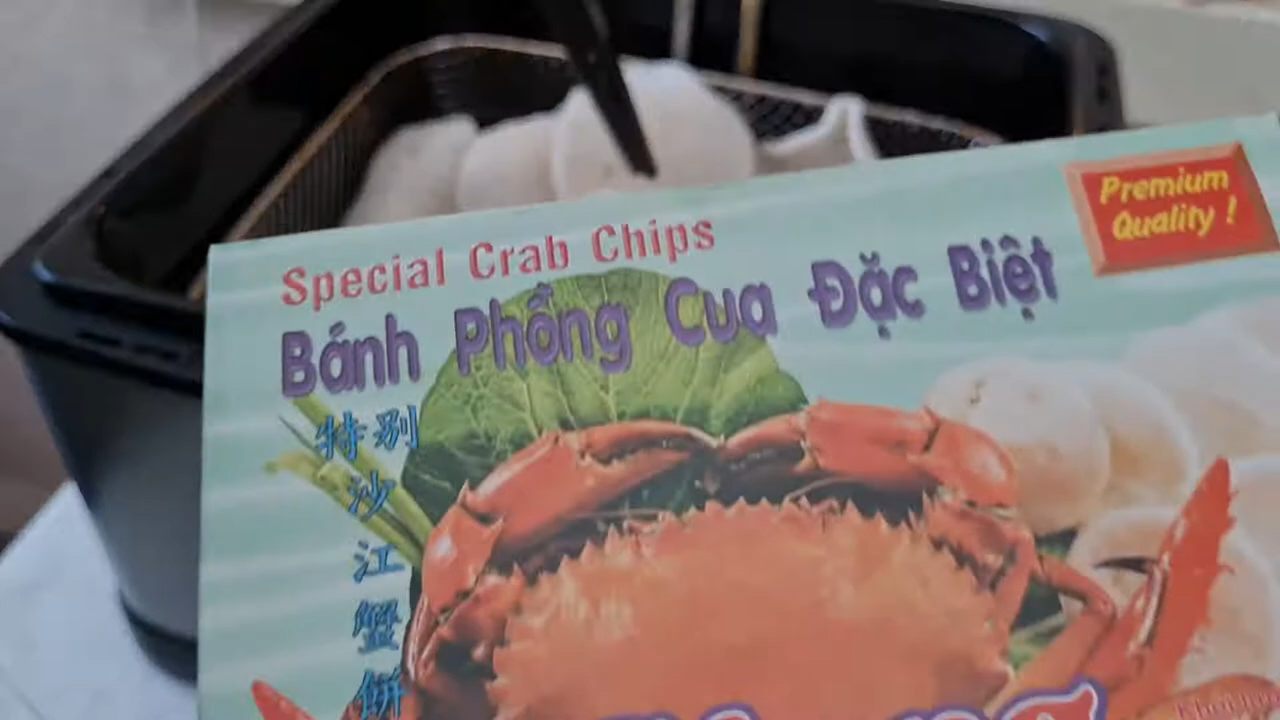 Special Crab Chips
Premium
Quality !
Bánh Phồng Cua Đặc Biệt
特别
沙
江
蟹
餅